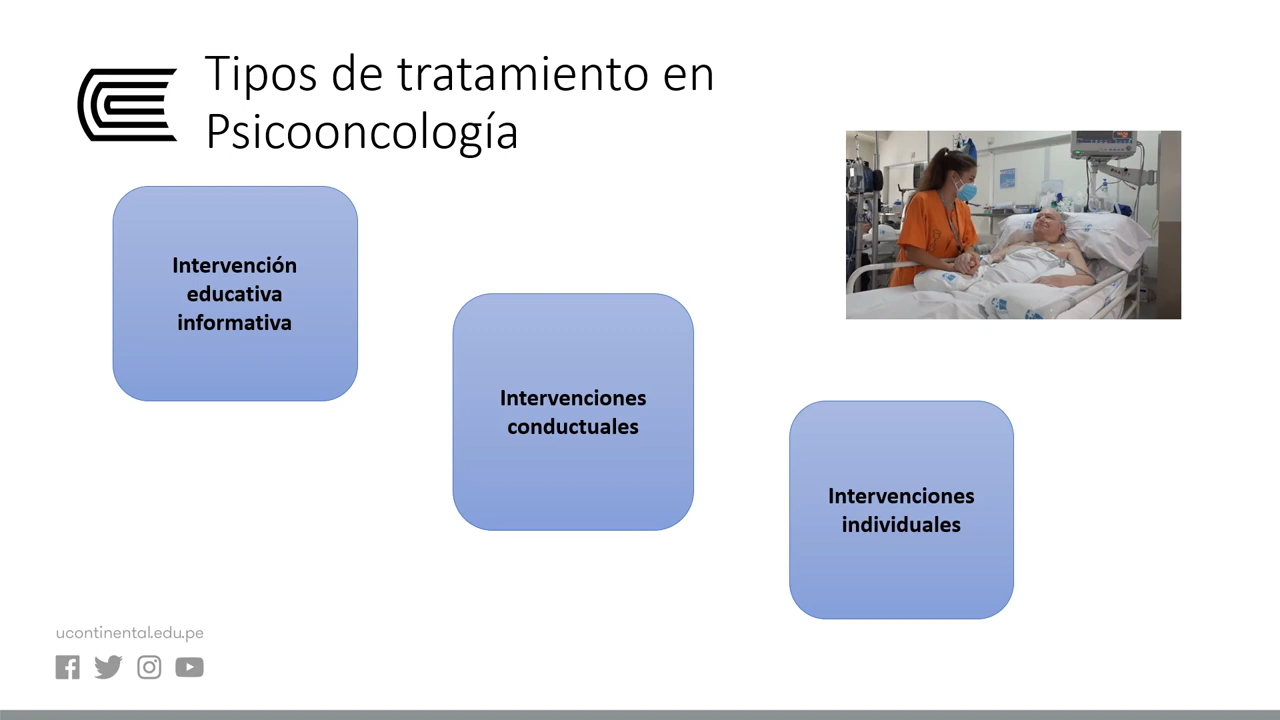 Tipos de tratamiento en
Psicooncología
Intervención
educativa
informativa
Intervenciones
conductuales
Intervenciones
individuales
ucontinental.edu.pe